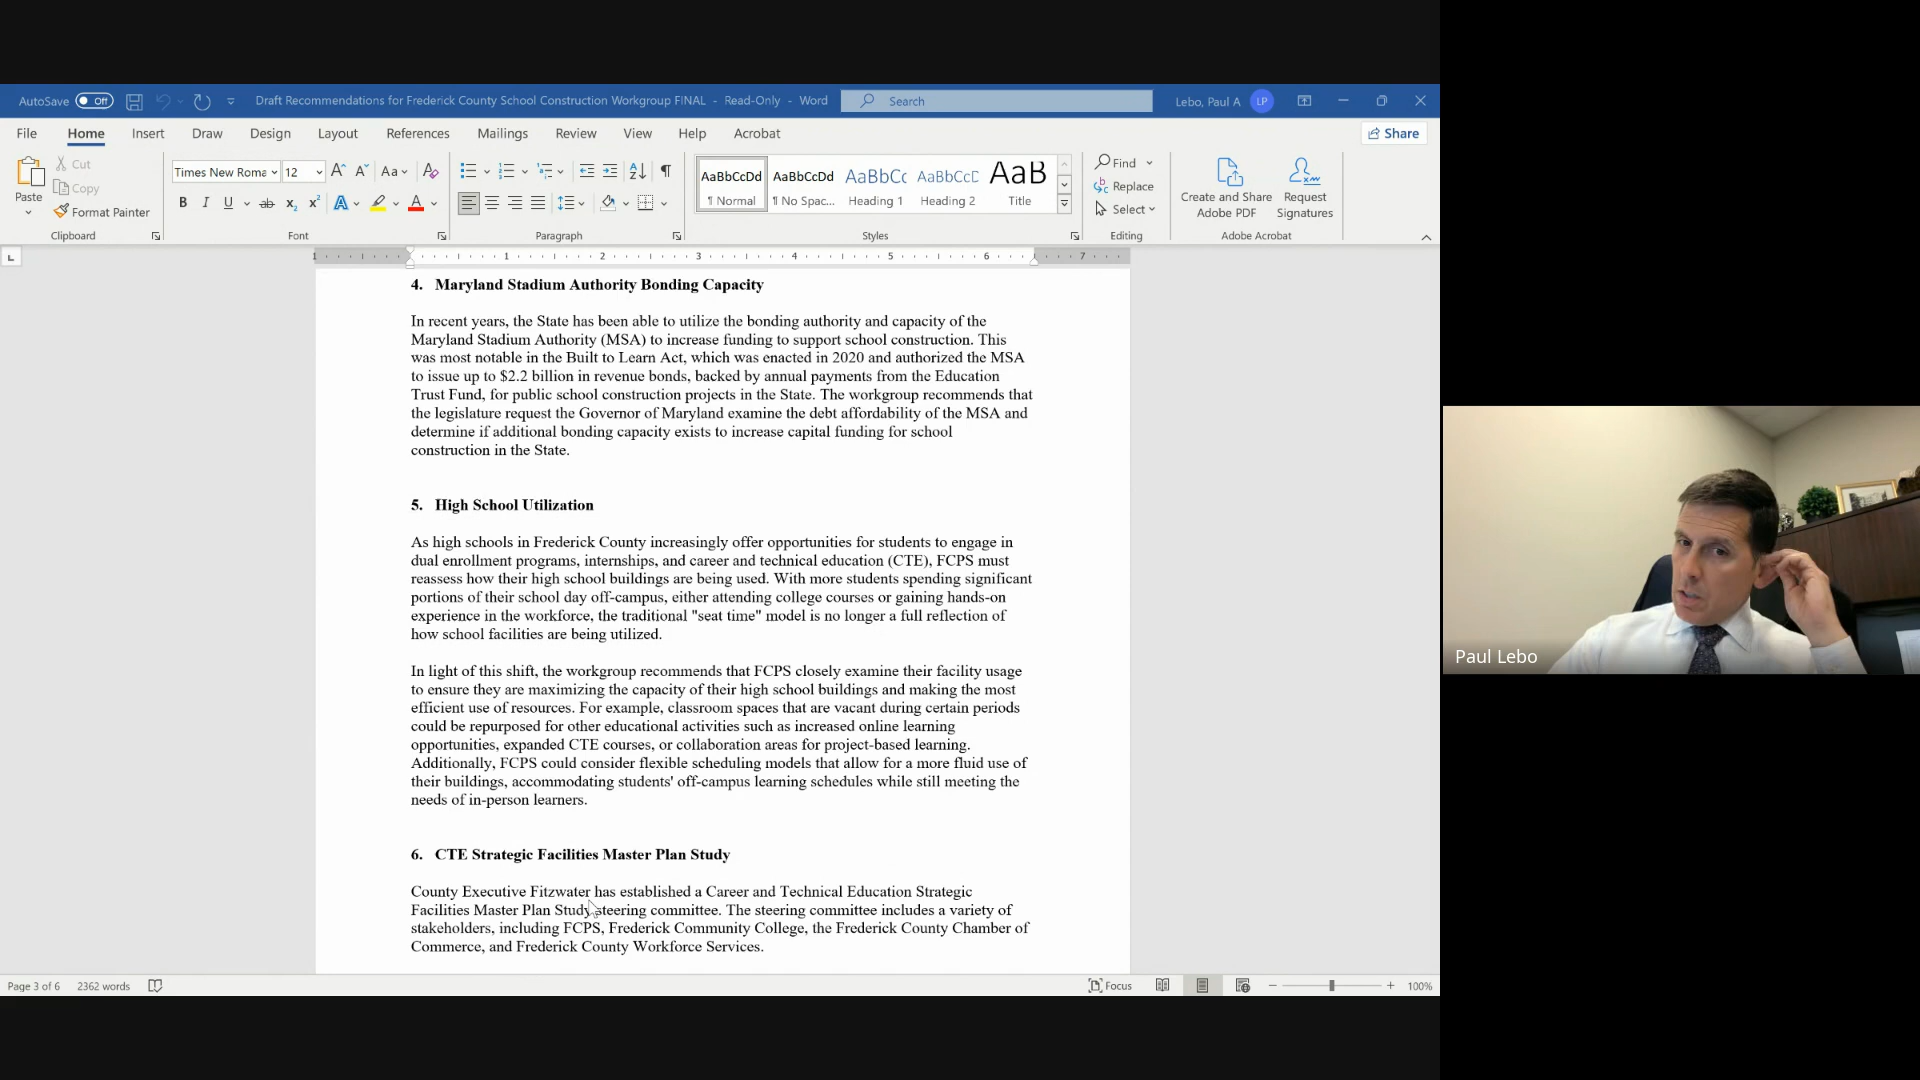 AutoSave Off Draft Recommendations for Frederick County School Construction Workgroup FINAL - Read-Only - Word Search Lebo, Paul A LP
File Home Insert Draw Design Layout References Mailings Review View Help Acrobat Share
Paste Cut Copy Format Painter
Times New Roma 12
AaBbCcDd AaBbCcDd AaBbCc AaBbCcD AaB
¶ Normal ¶ No Spac... Heading 1 Heading 2 Title
Find Replace Select
Create and Share Adobe PDF Request Signatures
Clipboard Font Paragraph Styles Editing Adobe Acrobat
1 1 2 3 4 5 6 7
4. Maryland Stadium Authority Bonding Capacity
In recent years, the State has been able to utilize the bonding authority and capacity of the
Maryland Stadium Authority (MSA) to increase funding to support school construction. This
was most notable in the Built to Learn Act, which was enacted in 2020 and authorized the MSA
to issue up to $2.2 billion in revenue bonds, backed by annual payments from the Education
Trust Fund, for public school construction projects in the State. The workgroup recommends that
the legislature request the Governor of Maryland examine the debt affordability of the MSA and
determine if additional bonding capacity exists to increase capital funding for school
construction in the State.
5. High School Utilization
As high schools in Frederick County increasingly offer opportunities for students to engage in
dual enrollment programs, internships, and career and technical education (CTE), FCPS must
reassess how their high school buildings are being used. With more students spending significant
portions of their school day off-campus, either attending college courses or gaining hands-on
experience in the workforce, the traditional "seat time" model is no longer a full reflection of
how school facilities are being utilized.
In light of this shift, the workgroup recommends that FCPS closely examine their facility usage
to ensure they are maximizing the capacity of their high school buildings and making the most
efficient use of resources. For example, classroom spaces that are vacant during certain periods
could be repurposed for other educational activities such as increased online learning
opportunities, expanded CTE courses, or collaboration areas for project-based learning.
Additionally, FCPS could consider flexible scheduling models that allow for a more fluid use of
their buildings, accommodating students' off-campus learning schedules while still meeting the
needs of in-person learners.
6. CTE Strategic Facilities Master Plan Study
County Executive Fitzwater has established a Career and Technical Education Strategic
Facilities Master Plan Study steering committee. The steering committee includes a variety of
stakeholders, including FCPS, Frederick Community College, the Frederick County Chamber of
Commerce, and Frederick County Workforce Services.
Page 3 of 6 2362 words Focus 100%
Paul Lebo